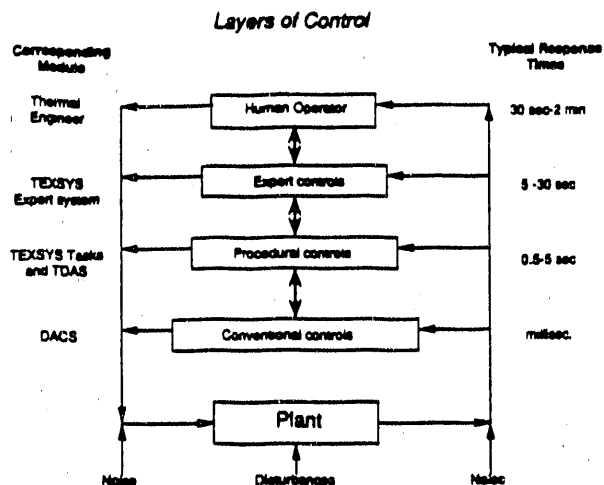 Layers of Control
Corresponding
Module
Typical Response
Times
Thermal
Engineer
Human Operator
30 sec-2 min
TEXSYS
Expert system
Expert controls
5 -30 sec
TEXSYS Tasks
and TDAS
Procedural controls
0.5-5 sec
DACS
Conventional controls
millisec.
Plant
Noise
Disturbances
Noise